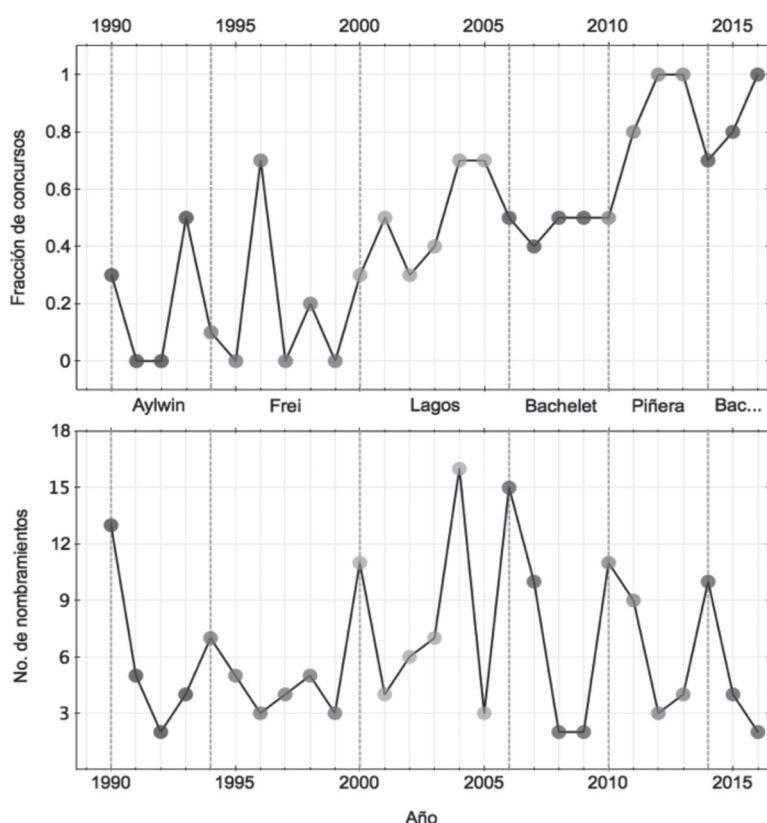 1990 1995 2000 2005 2010 2015
Fracción de concursos
1
0.8
0.6
0.4
0.2
0
Aylwin Frei Lagos Bachelet Piñera Bac...
No. de nombramientos
18
15
12
9
6
3
1990 1995 2000 2005 2010 2015
Año